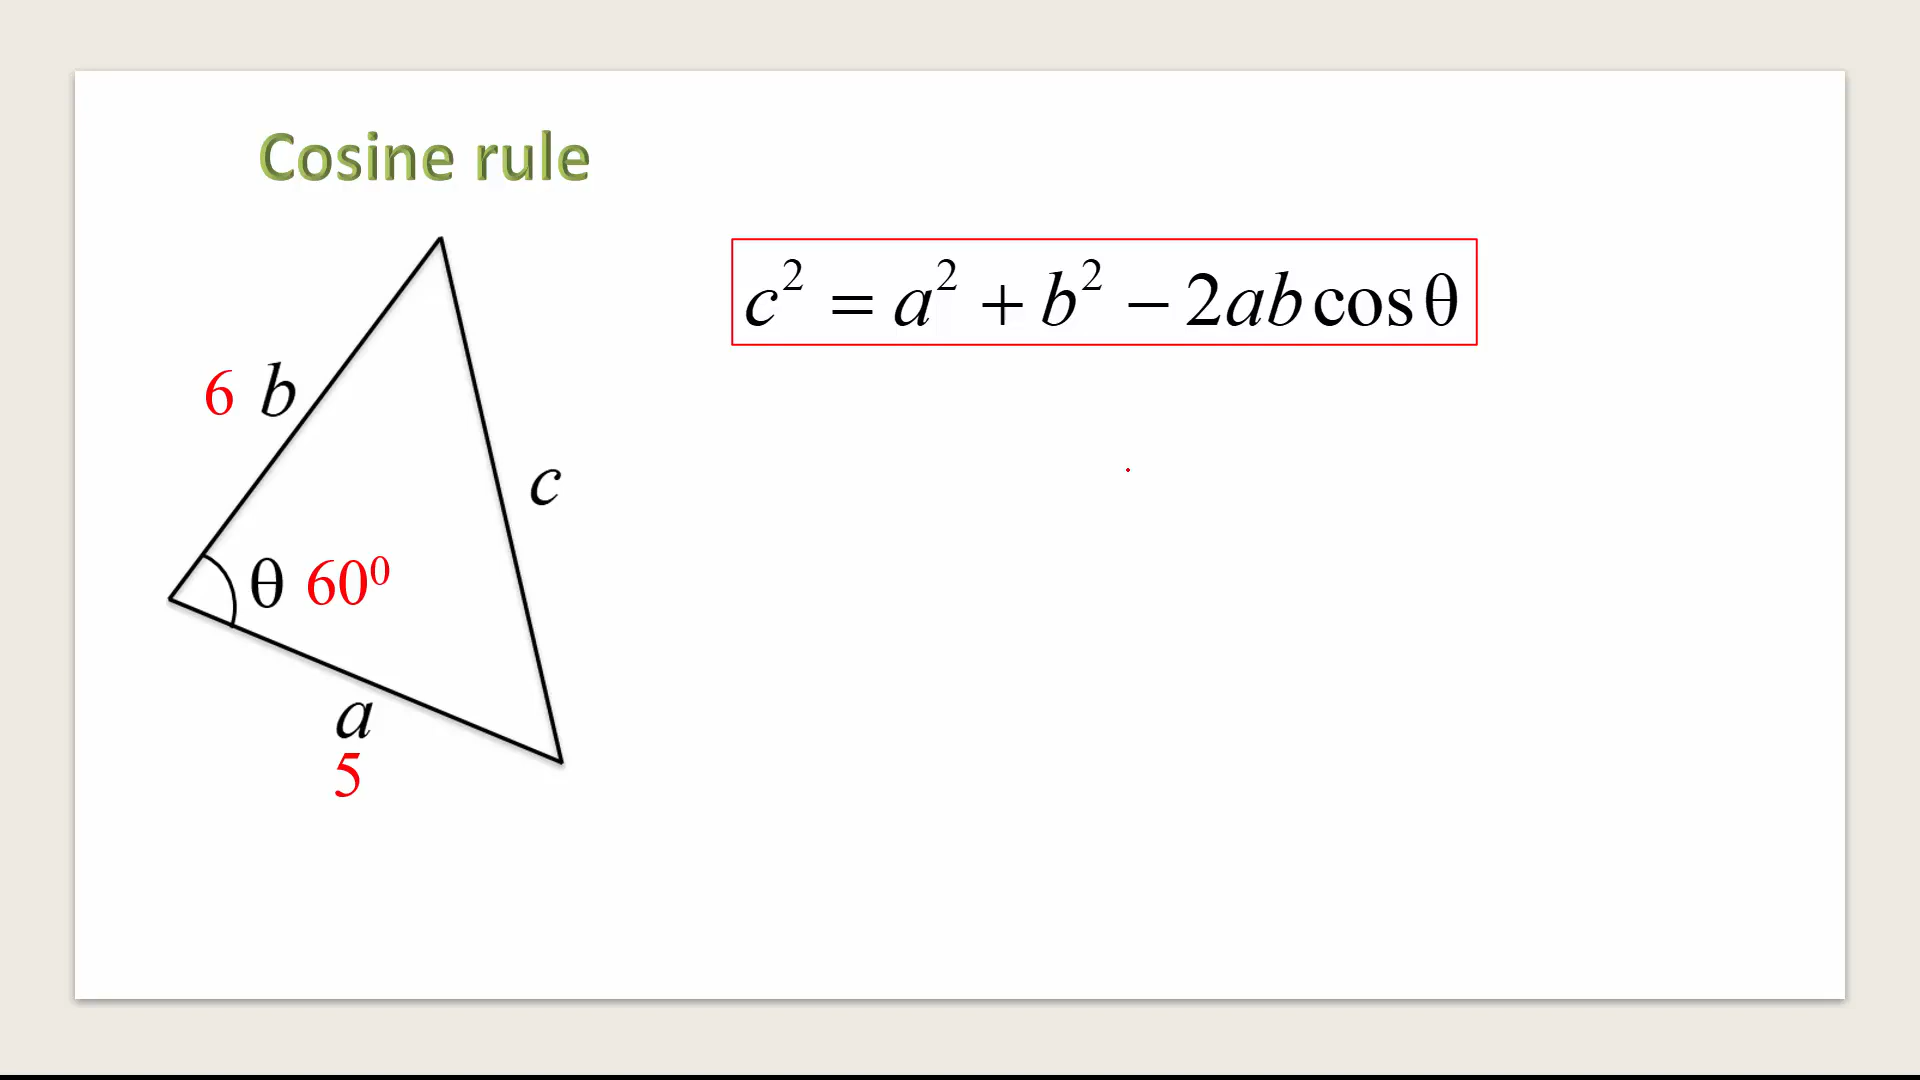 Cosine rule
c² = a² + b² − 2ab cos θ
6 b
c
θ 60⁰
a
5